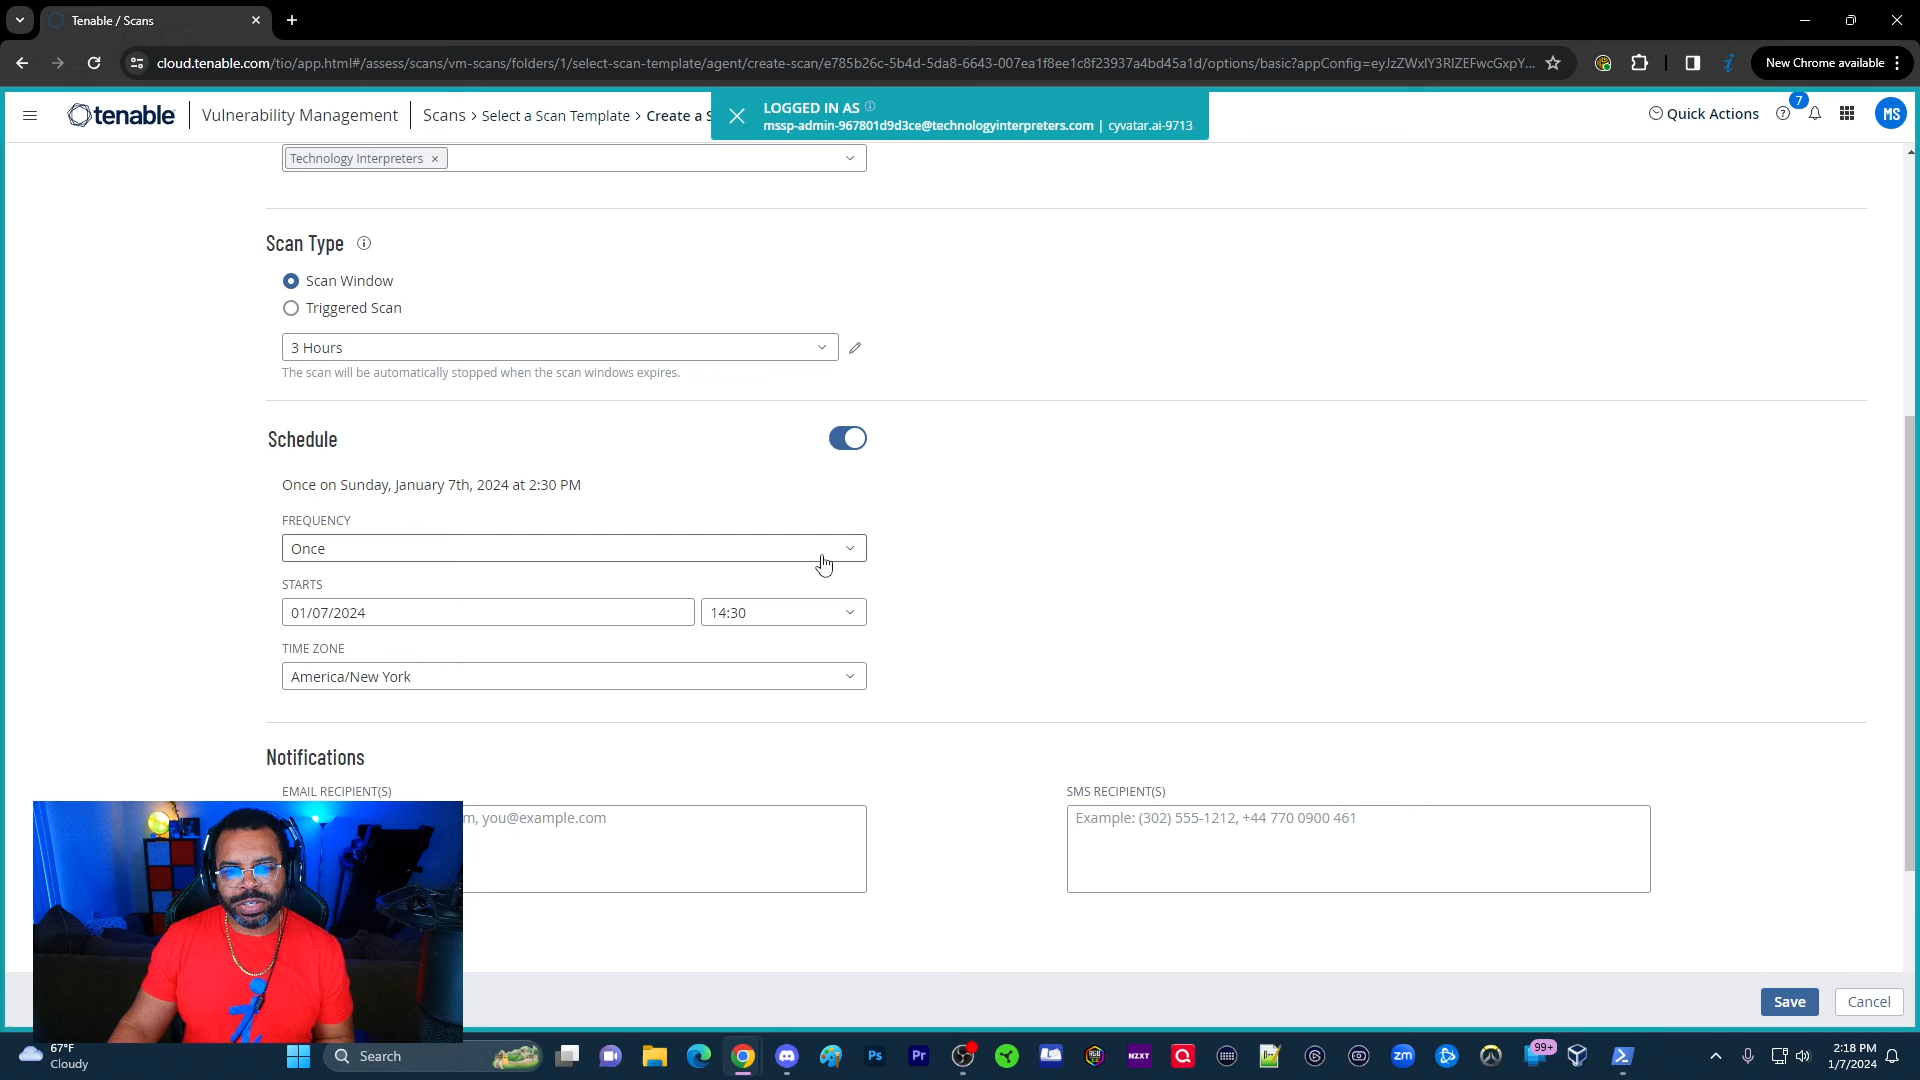 Tenable / Scans
cloud.tenable.com/tio/app.html#/assess/scans/vm-scans/folders/1/select-scan-template/agent/create-scan/e785b26c-5b4d-5da8-6643-007ea1f8ee1c8f23937a4bd45a1d/options/basic?appConfig=eyJzZWxlY3RlZEFwcGxpY...
New Chrome available
tenable
Vulnerability Management
Scans > Select a Scan Template > Create a S
LOGGED IN AS
mssp-admin-967801d9d3ce@technologyinterpreters.com | cyvatar.ai-9713
Quick Actions
7
MS
Technology Interpreters ×
Scan Type
Scan Window
Triggered Scan
3 Hours
The scan will be automatically stopped when the scan windows expires.
Schedule
Once on Sunday, January 7th, 2024 at 2:30 PM
FREQUENCY
Once
STARTS
01/07/2024
14:30
TIME ZONE
America/New York
Notifications
EMAIL RECIPIENT(S)
SMS RECIPIENT(S)
m, you@example.com
Example: (302) 555-1212, +44 770 0900 461
Save
Cancel
67°F
Cloudy
Search
Ps
Pr
NZXT
zm
99+
2:18 PM
1/7/2024